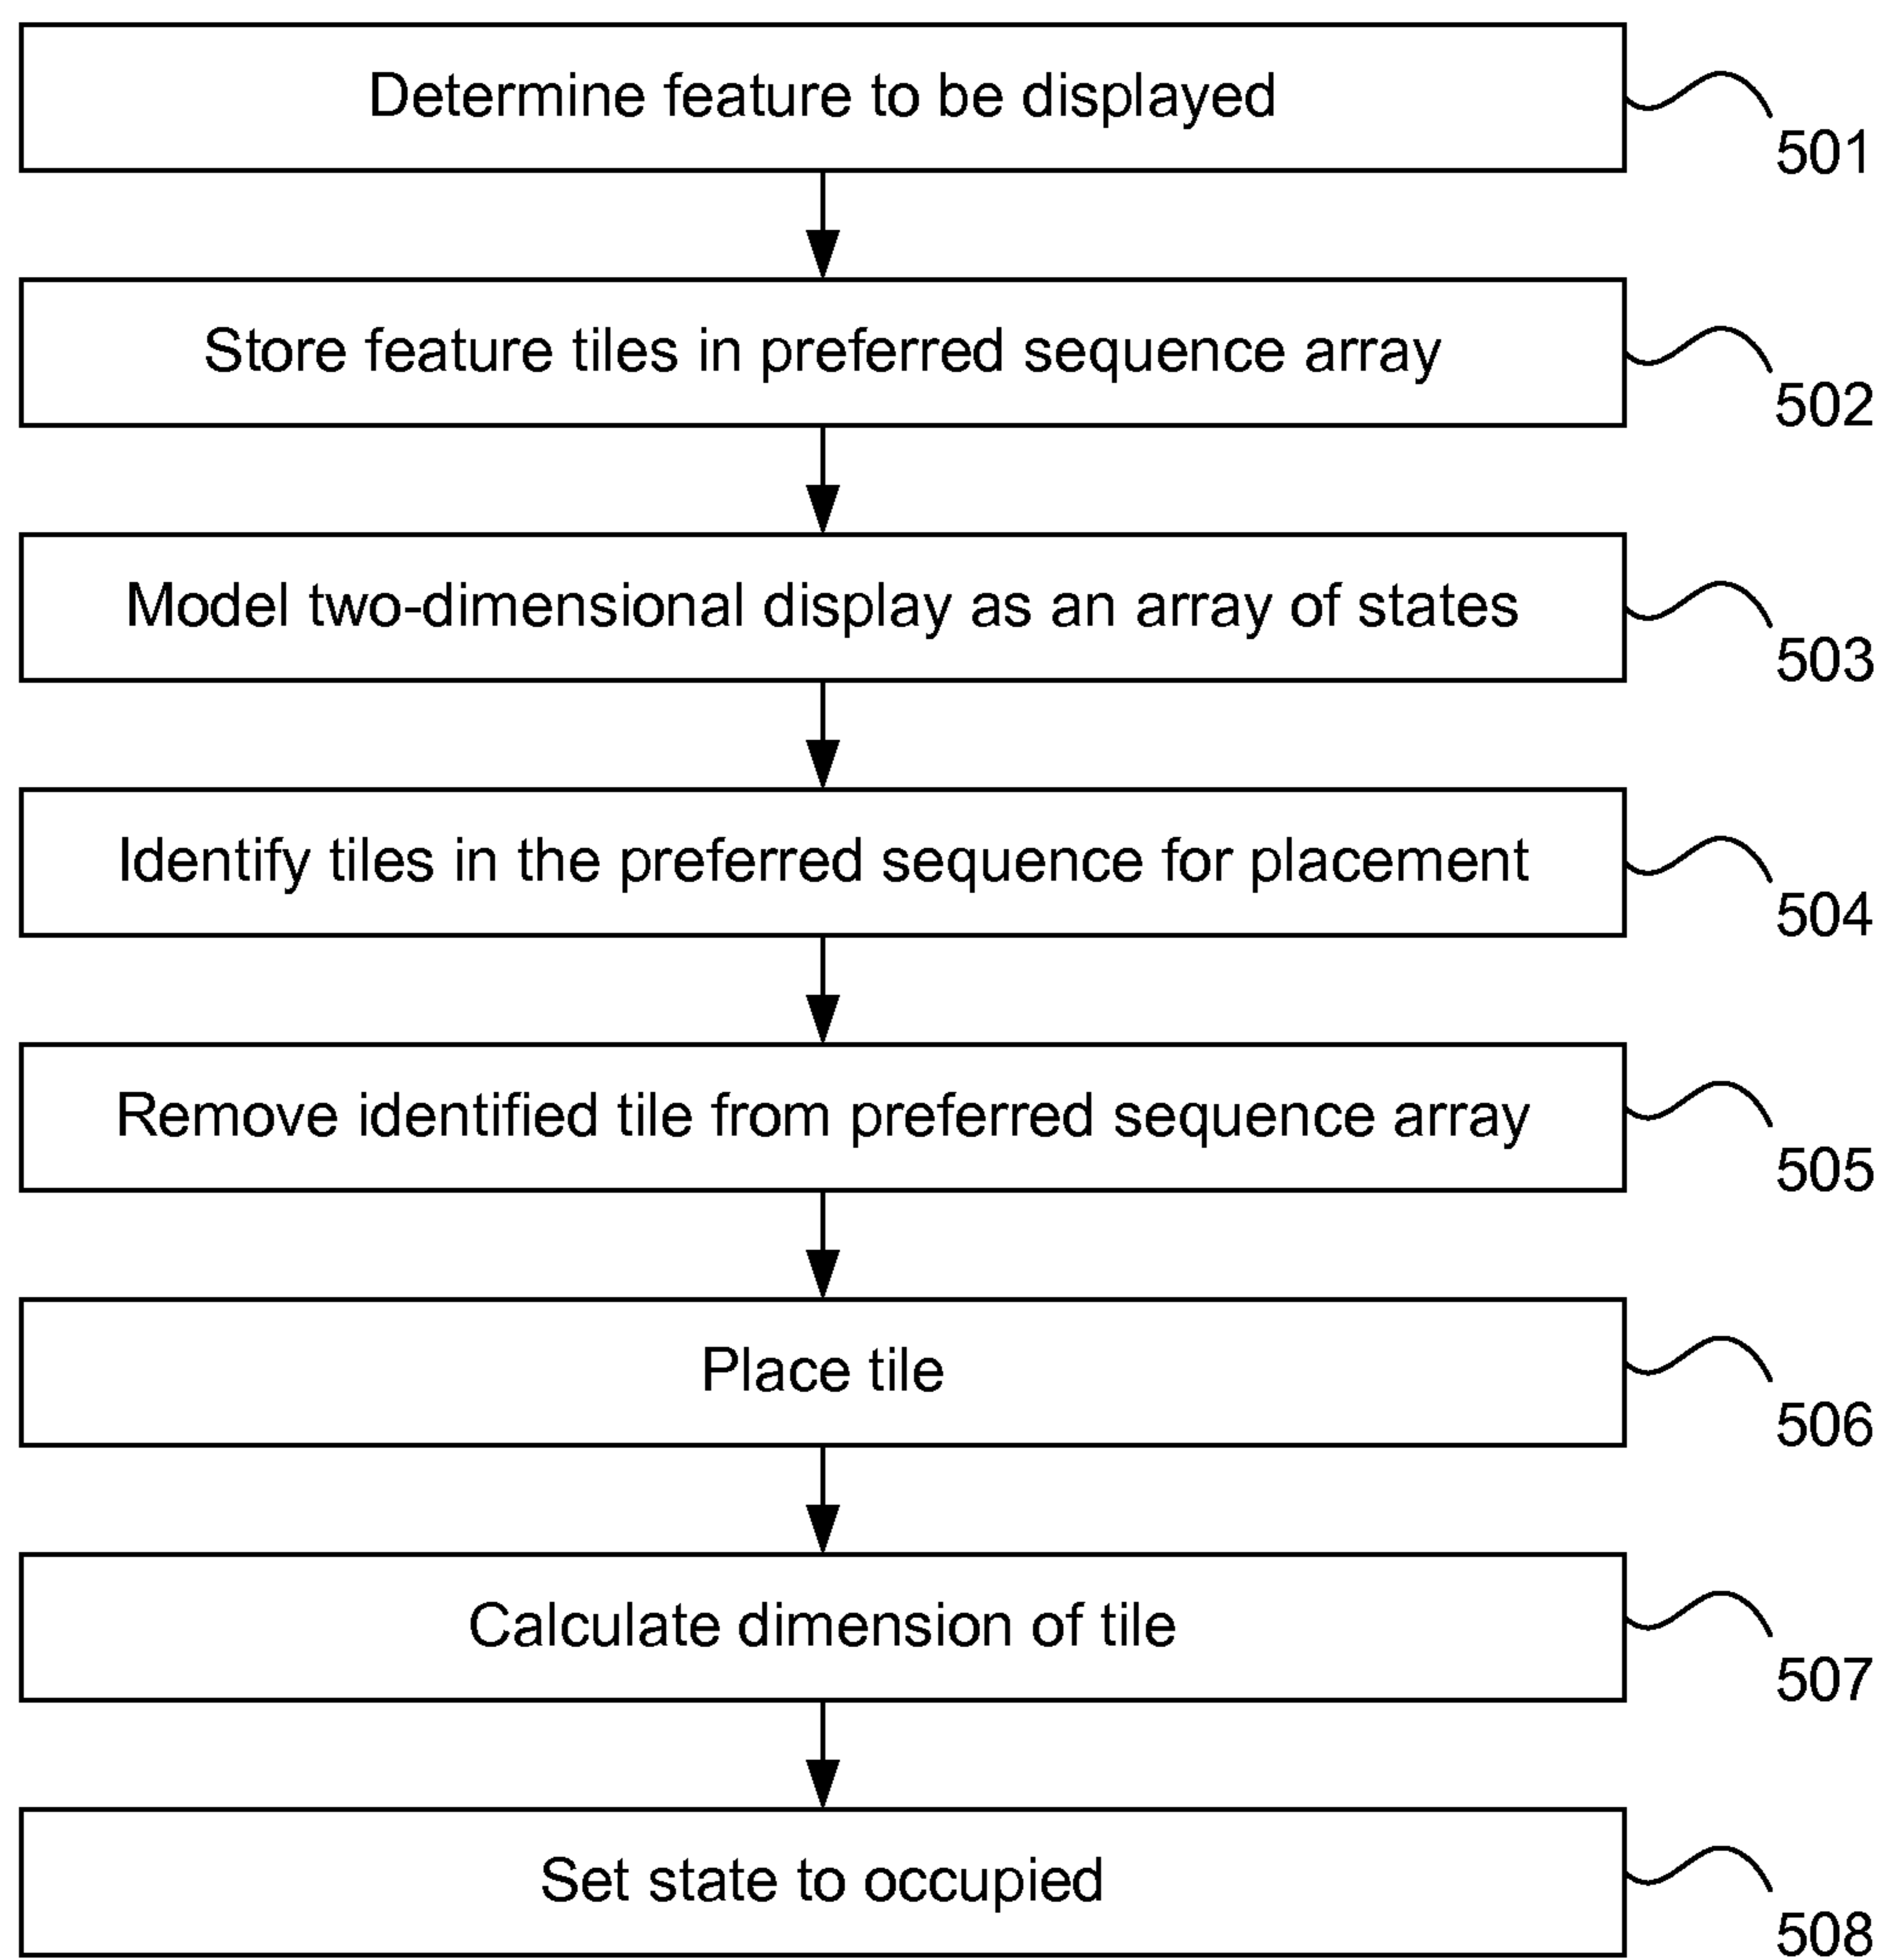 Determine feature to be displayed
501
Store feature tiles in preferred sequence array
502
Model two-dimensional display as an array of states
503
Identify tiles in the preferred sequence for placement
504
Remove identified tile from preferred sequence array
505
Place tile
506
Calculate dimension of tile
507
Set state to occupied
508